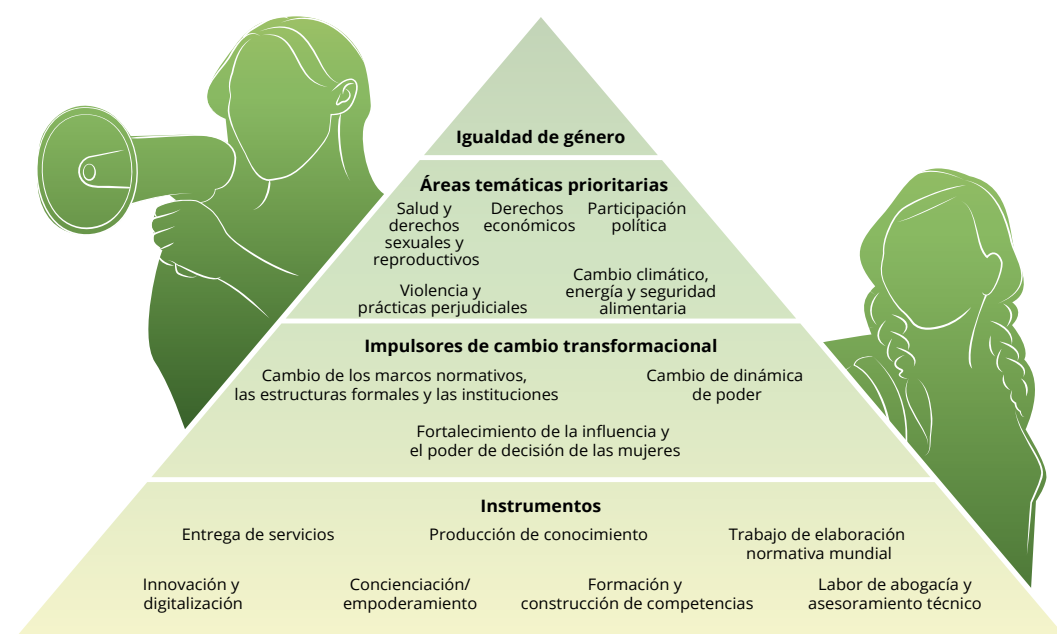 Igualdad de género
Áreas temáticas prioritarias
Salud y
derechos
sexuales y
reproductivos
Derechos
económicos
Participación
política
Violencia y
prácticas perjudiciales
Cambio climático,
energía y seguridad
alimentaria
Impulsores de cambio transformacional
Cambio de los marcos normativos,
las estructuras formales y las instituciones
Cambio de dinámica
de poder
Fortalecimiento de la influencia y
el poder de decisión de las mujeres
Instrumentos
Entrega de servicios
Producción de conocimiento
Trabajo de elaboración
normativa mundial
Innovación y
digitalización
Concienciación/
empoderamiento
Formación y
construcción de competencias
Labor de abogacía y
asesoramiento técnico